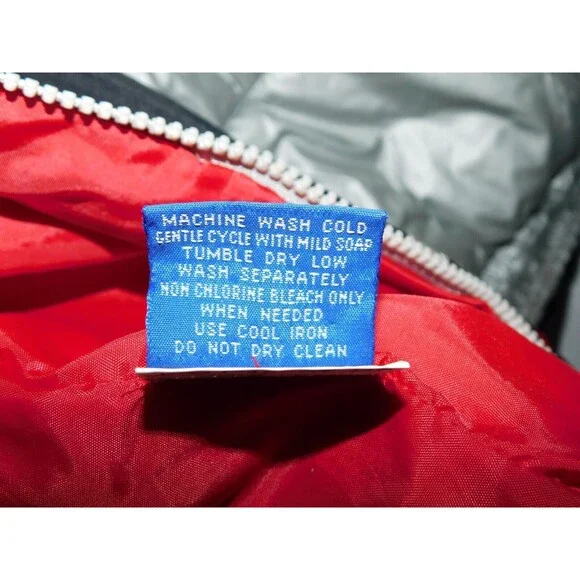 MACHINE WASH COLD
GENTLE CYCLE WITH MILD SOAP
TUMBLE DRY LOW
WASH SEPARATELY
NON CHLORINE BLEACH ONLY
WHEN NEEDED
USE COOL IRON
DO NOT DRY CLEAN